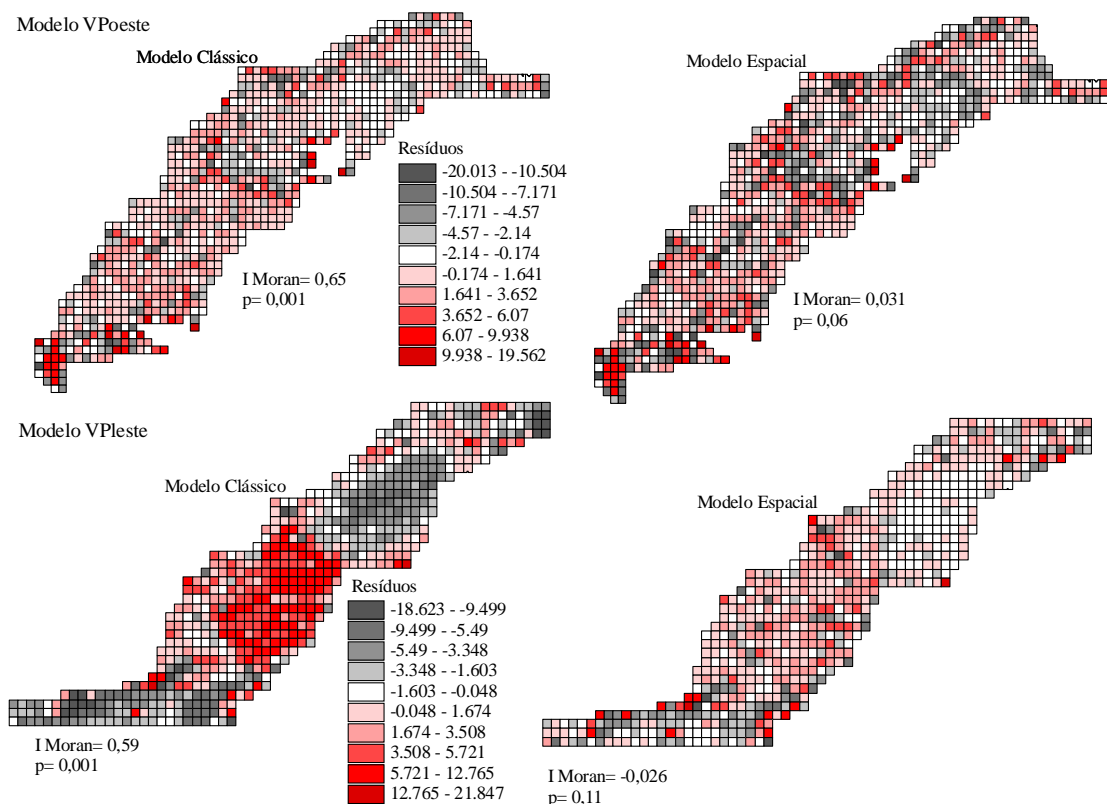 Modelo VPoeste
Modelo Clássico
Modelo Espacial
Resíduos
-20.013 - -10.504
-10.504 - -7.171
-7.171 - -4.57
-4.57 - -2.14
-2.14 - -0.174
-0.174 - 1.641
1.641 - 3.652
3.652 - 6.07
6.07 - 9.938
9.938 - 19.562
I Moran= 0,65
p= 0,001
I Moran= 0,031
p= 0,06
Modelo VPleste
Modelo Clássico
Modelo Espacial
Resíduos
-18.623 - -9.499
-9.499 - -5.49
-5.49 - -3.348
-3.348 - -1.603
-1.603 - -0.048
-0.048 - 1.674
1.674 - 3.508
3.508 - 5.721
5.721 - 12.765
12.765 - 21.847
I Moran= 0,59
p= 0,001
I Moran= -0,026
p= 0,11